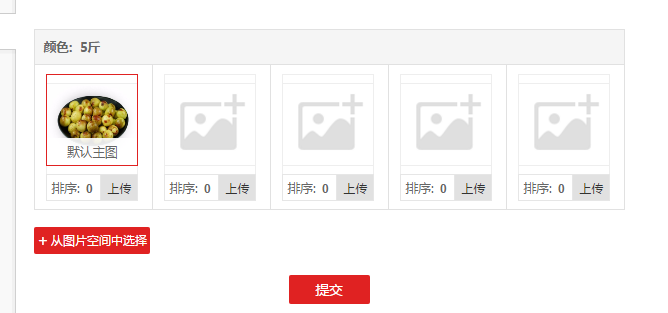 颜色: 5斤
默认主图
排序: 0 上传 排序: 0 上传 排序: 0 上传 排序: 0 上传 排序: 0 上传
+ 从图片空间中选择
提交